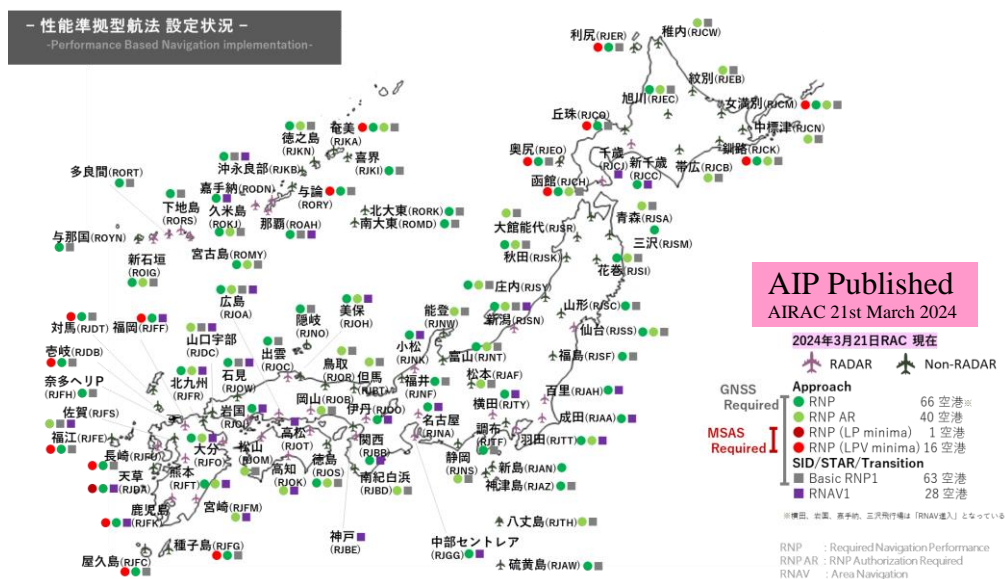 - 性能準拠型航法 設定状況 -
-Performance Based Navigation implementation-
利尻(RJER)
稚内(RJCW)
紋別(RJEB)
旭川(RJEC)
女満別(RJCM)
丘珠(RJCO)
中標津(RJCN)
奥尻(RJEO)
千歳
(RJCJ)
新千歳
(RJCC)
釧路(RJCK)
帯広(RJCB)
函館(RJCH)
徳之島
(RJKN)
奄美
(RJKA)
喜界
(RJKI)
沖永良部(RJKB)
与論
(RORY)
多良間(RORT)
嘉手納(RODN)
下地島
(RORS)
久米島
(ROKJ)
那覇(ROAH)
北大東(RORK)
南大東(ROMD)
与那国(ROYN)
新石垣
(ROIG)
宮古島(ROMY)
青森(RJSA)
大館能代(RJSR)
三沢(RJSM)
秋田(RJSK)
花巻(RJSI)
庄内(RJSY)
山形(RJSC)
新潟(RJSN)
仙台(RJSS)
福島(RJSF)
広島
(RJOA)
美保
(RJOH)
隠岐
(RJNO)
能登
(RJNW)
小松
(RJNK)
富山(RJNT)
対馬(RJDT)
福岡(RJFF)
山口宇部
(RJDC)
出雲
(RJOC)
鳥取
(RJOR)
但馬
(RJBT)
福井
(RJNF)
松本(RJAF)
壱岐(RJDB)
北九州
(RJFR)
石見
(RJOW)
岡山(RJOB)
伊丹(RJOO)
名古屋
(RJNA)
横田(RJTY)
百里(RJAH)
奈多ヘリP
(RJFH)
岩国
(RJOI)
高松
(RJOT)
関西
(RJBB)
調布
(RJTF)
成田(RJAA)
羽田(RJTT)
佐賀(RJFS)
福江(RJFE)
長崎(RJFU)
大分
(RJFO)
松山
(RJOM)
高知
(RJOK)
徳島
(RJOS)
南紀白浜
(RJBD)
静岡
(RJNS)
新島(RJAN)
神津島(RJAZ)
天草
(RJDA)
熊本
(RJFT)
宮崎(RJFM)
鹿児島
(RJFK)
神戸
(RJBE)
中部セントレア
(RJGG)
八丈島(RJTH)
種子島(RJFG)
屋久島(RJFC)
硫黄島(RJAW)
AIP Published
AIRAC 21st March 2024
2024年3月21日RAC 現在
RADAR Non-RADAR
GNSS
Required
Approach
RNP 66 空港※
RNP AR 40 空港
MSAS
Required
RNP (LP minima) 1 空港
RNP (LPV minima) 16 空港
SID/STAR/Transition
Basic RNP1 63 空港
RNAV1 28 空港
※横田、岩国、嘉手納、三沢飛行場は「RNAV進入」となっている
RNP : Required Navigation Performance
RNP AR : RNP Authorization Required
RNAV : Area Navigation